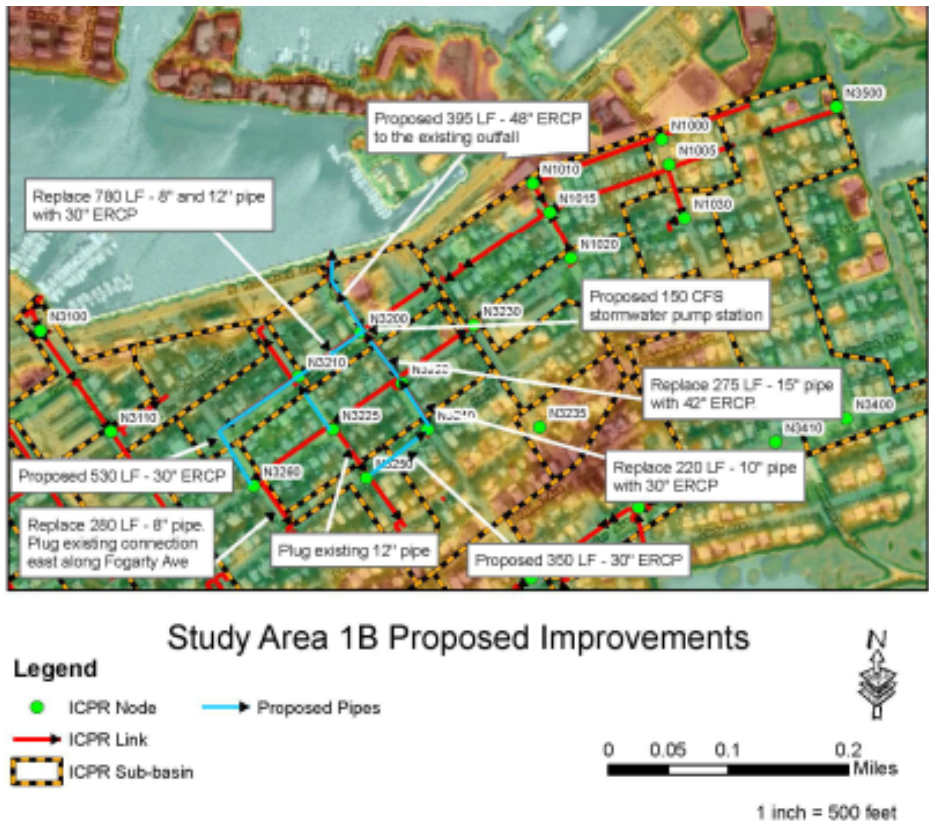 N3500
Proposed 395 LF - 48" ERCP
to the existing outfall
N1000
N1005
N1010
Replace 780 LF - 8" and 12" pipe
with 30" ERCP
N1015
N1030
N1020
Proposed 150 CFS
stormwater pump station
N3100
N3200
N3230
N3210
Replace 275 LF - 15" pipe
with 42" ERCP.
N3110
N3225
N3235
N3400
N3410
Proposed 530 LF - 30" ERCP
N3260
N3250
Replace 220 LF - 10" pipe
with 30" ERCP
Replace 280 LF - 8" pipe.
Plug existing connection
east along Fogarty Ave
Plug existing 12" pipe
Proposed 350 LF - 30" ERCP
Study Area 1B Proposed Improvements
Legend
ICPR Node
Proposed Pipes
ICPR Link
ICPR Sub-basin
N
0 0.05 0.1 0.2
Miles
1 inch = 500 feet